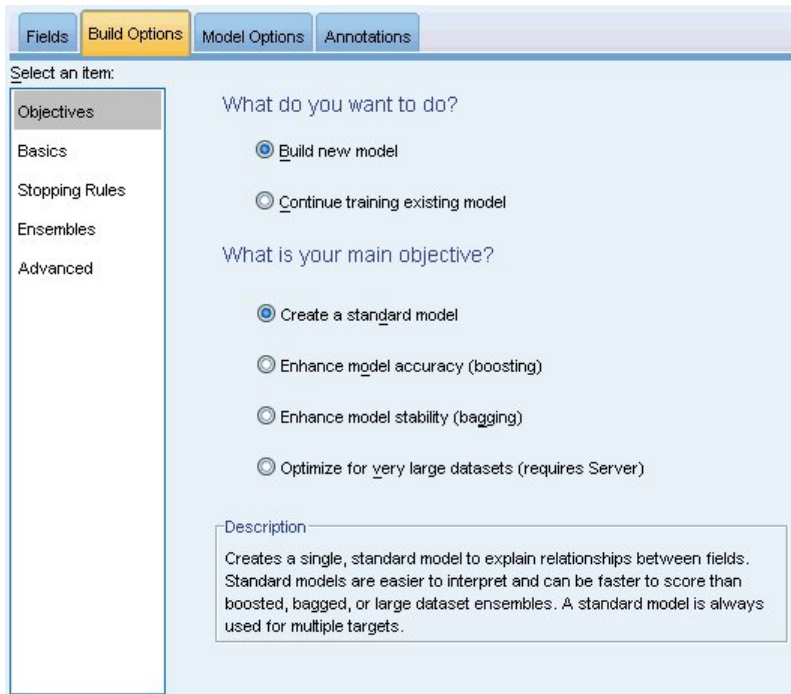 Fields
Build Options
Model Options
Annotations
Select an item:
Objectives
Basics
Stopping Rules
Ensembles
Advanced
What do you want to do?
Build new model
Continue training existing model
What is your main objective?
Create a standard model
Enhance model accuracy (boosting)
Enhance model stability (bagging)
Optimize for very large datasets (requires Server)
Description
Creates a single, standard model to explain relationships between fields.
Standard models are easier to interpret and can be faster to score than
boosted, bagged, or large dataset ensembles. A standard model is always
used for multiple targets.